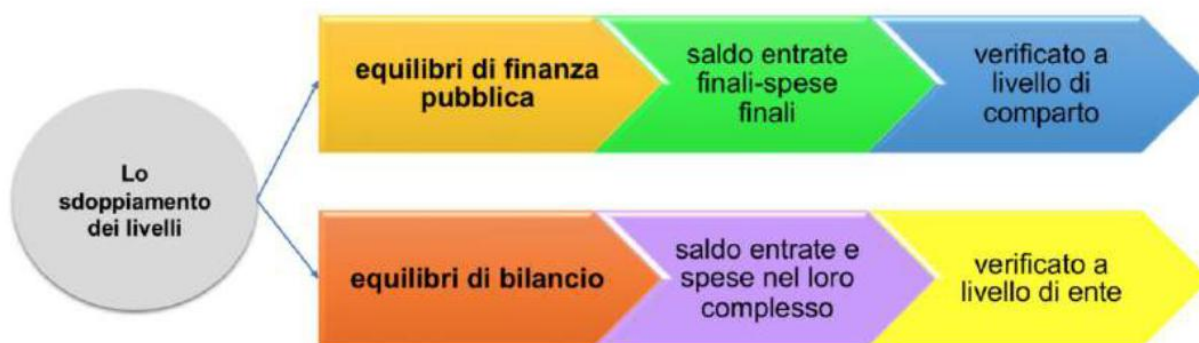 Lo
sdoppiamento
dei livelli
equilibri di finanza
pubblica
saldo entrate
finali-spese
finali
verificato a
livello di
comparto
equilibri di bilancio
saldo entrate e
spese nel loro
complesso
verificato a
livello di ente